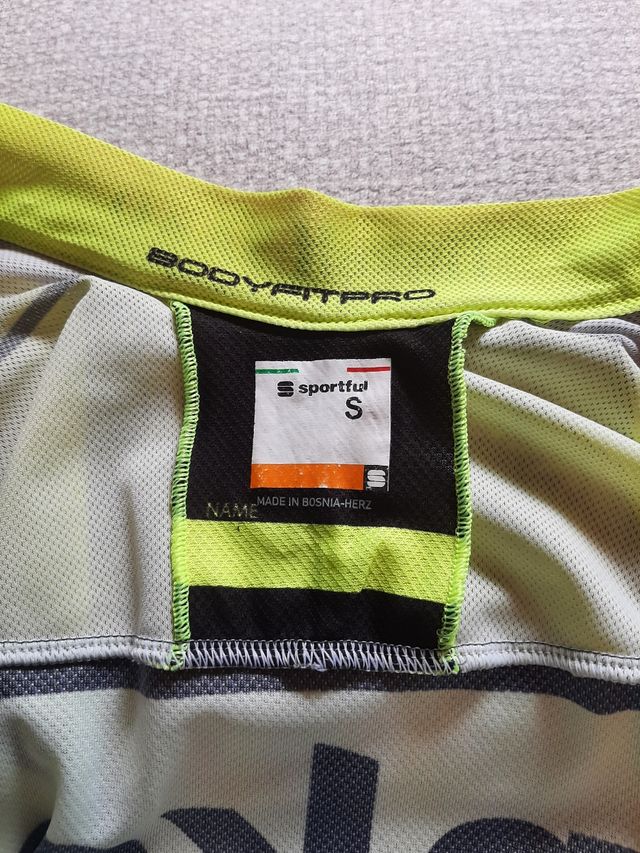 BODYFITPRO
sportful
S
MADE IN BOSNIA-HERZ
NAME